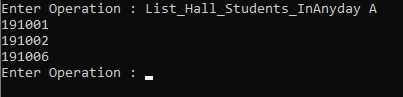 Enter Operation : List_Hall_Students_InAnyday A
191001
191002
191006
Enter Operation :